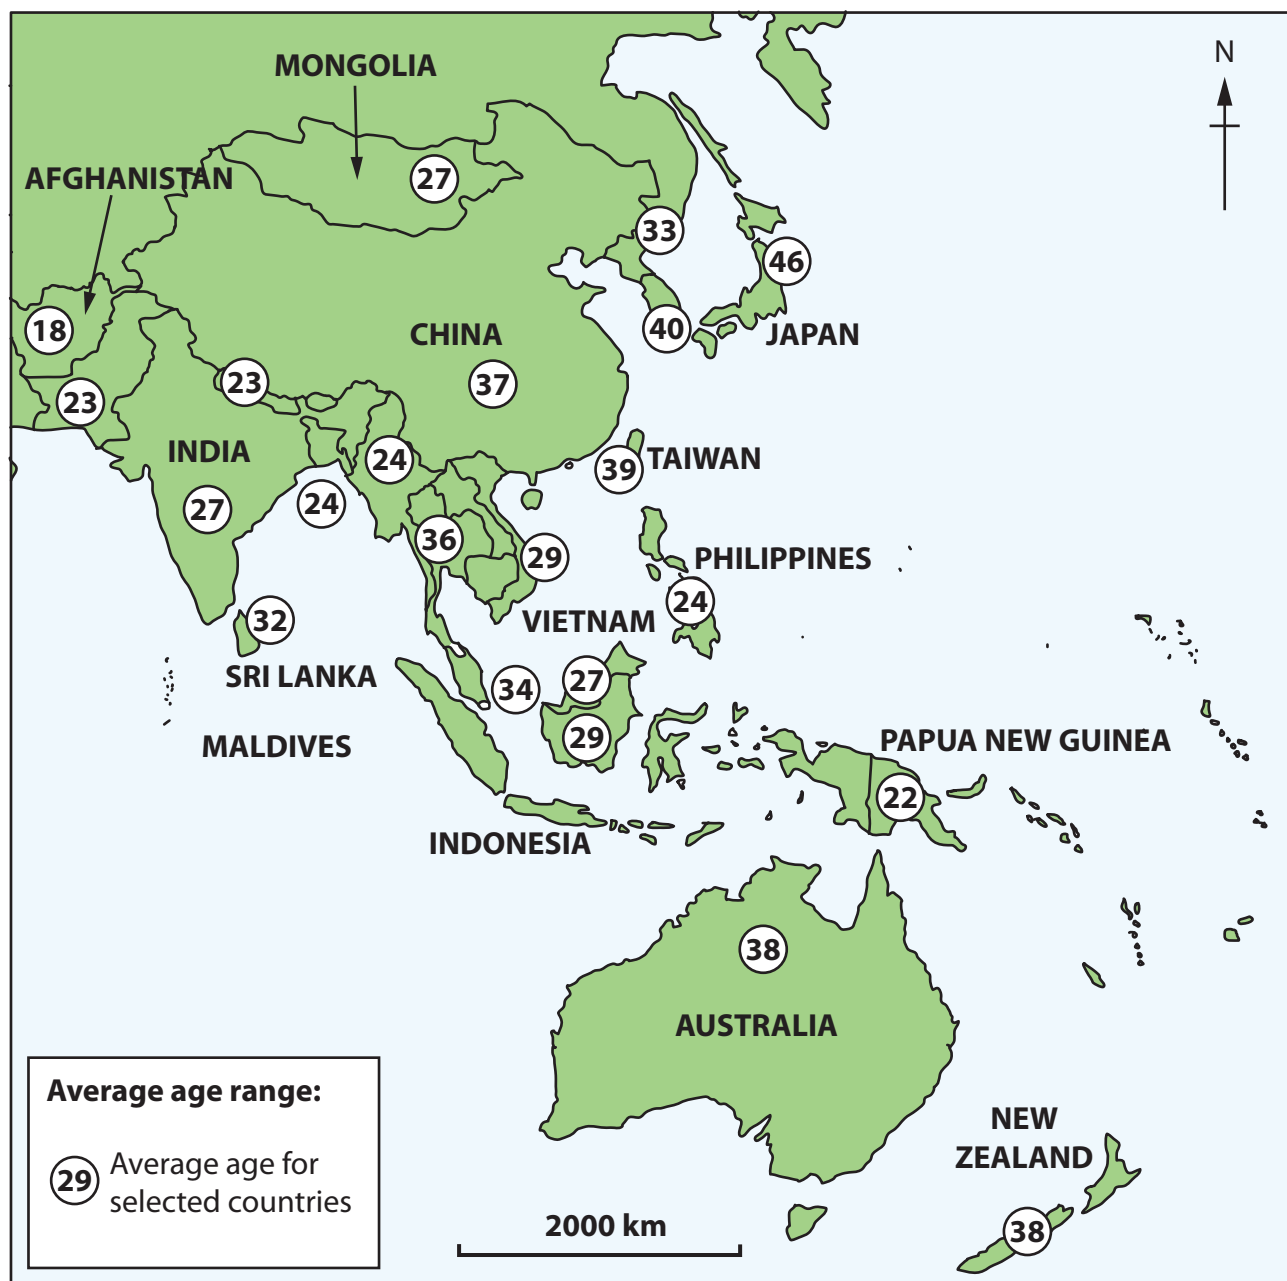 N
MONGOLIA
AFGHANISTAN
27
33
46
18
CHINA
40
JAPAN
23
37
23
INDIA
24
TAIWAN
39
27
24
36
29
PHILIPPINES
24
32
VIETNAM
SRI LANKA
27
34
MALDIVES
29
PAPUA NEW GUINEA
22
INDONESIA
38
AUSTRALIA
Average age range:
29
Average age for
selected countries
NEW
ZEALAND
38
2000 km